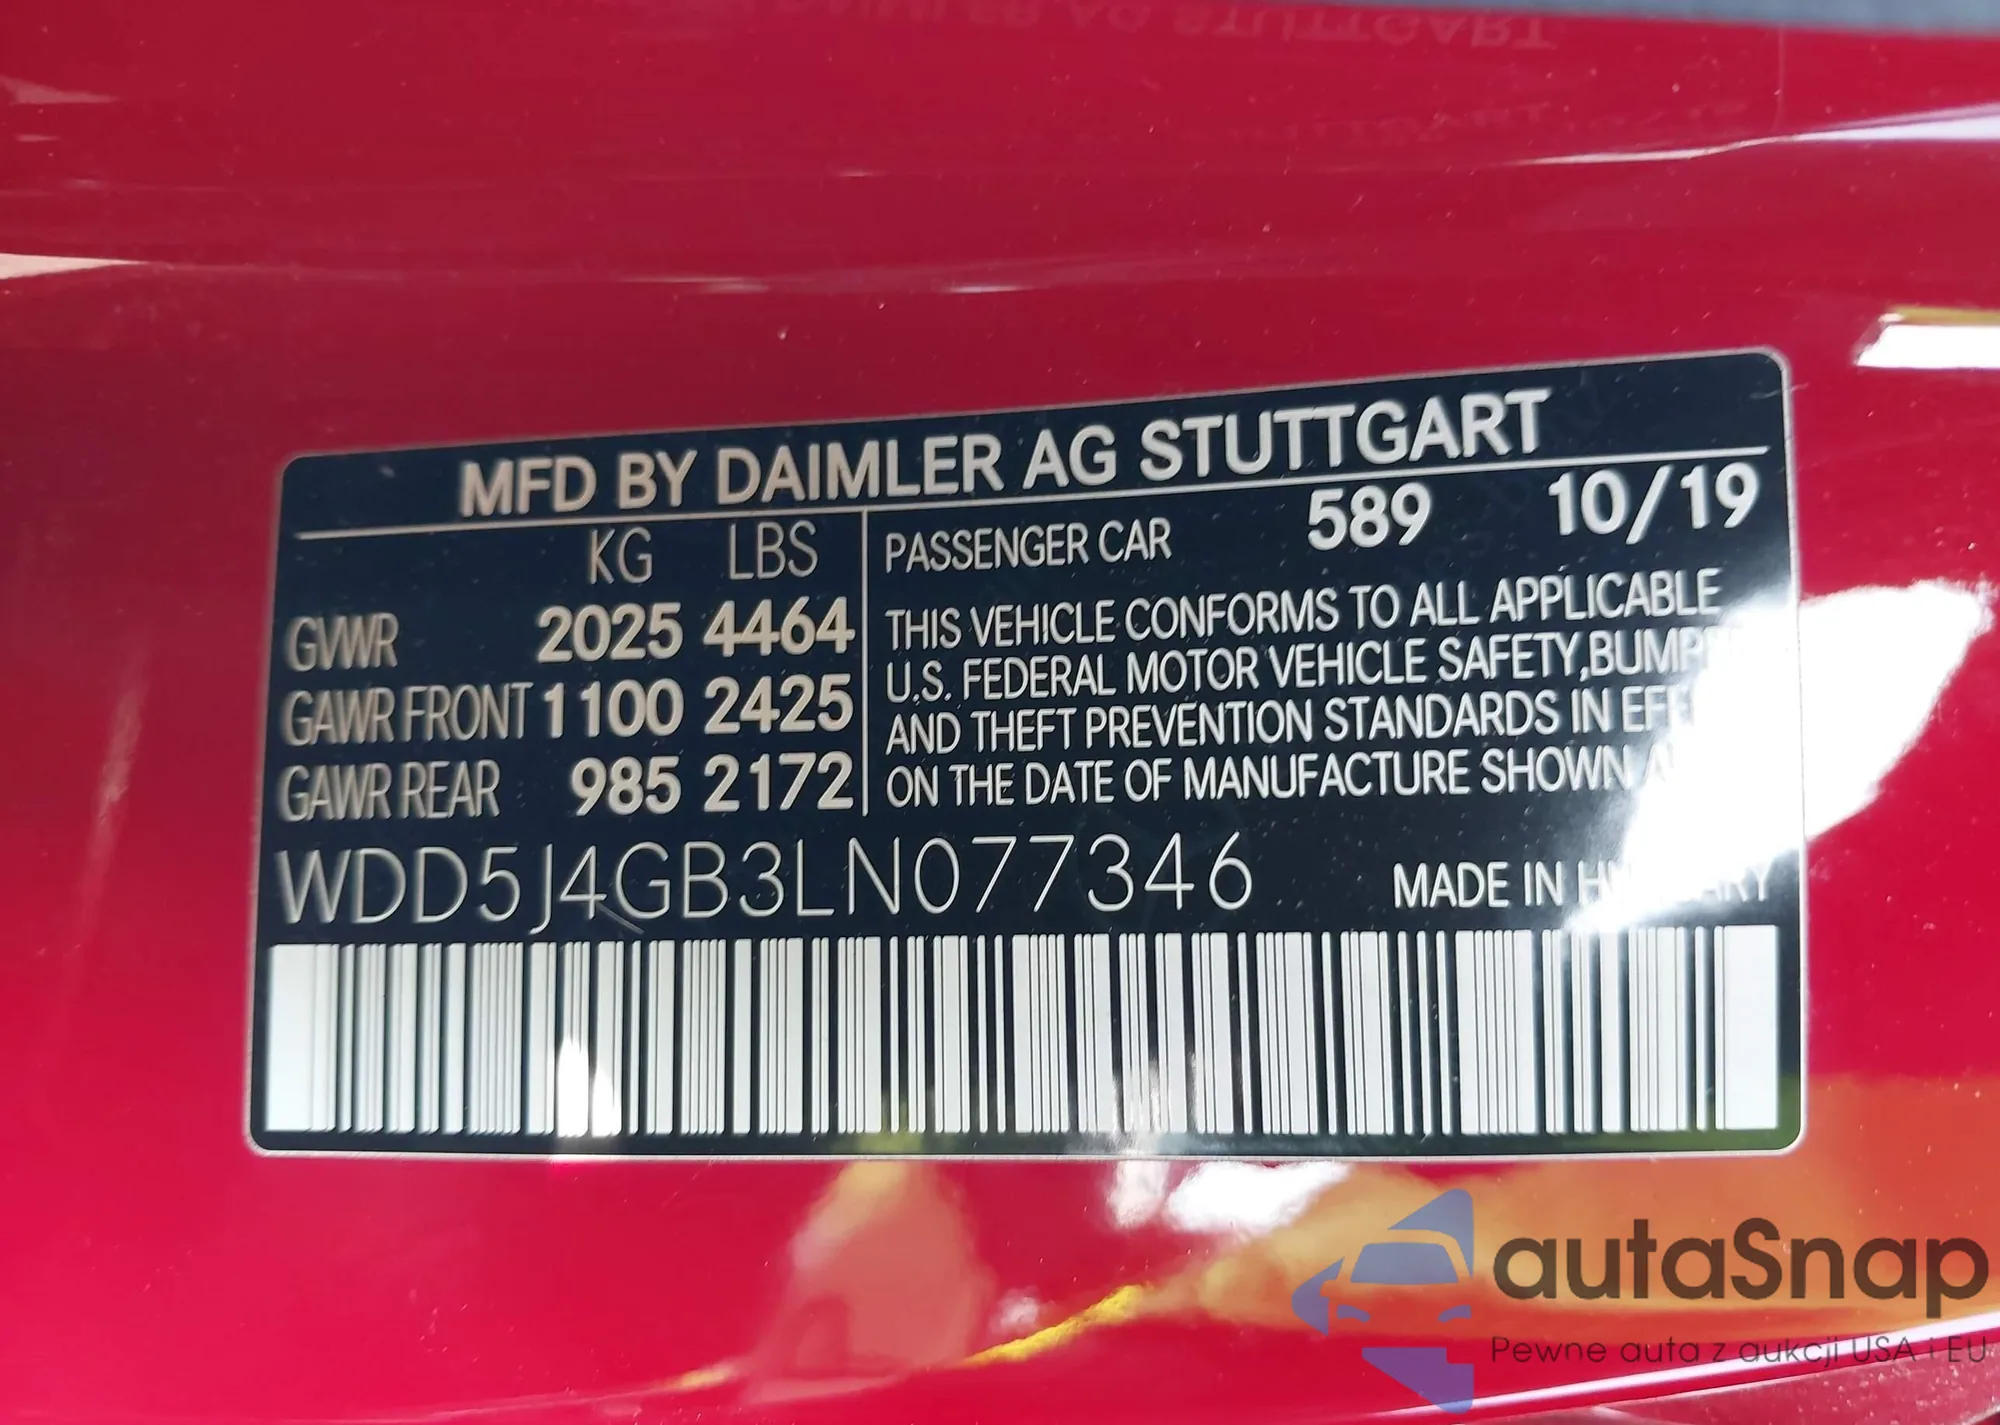 MFD BY DAIMLER AG STUTTGART
KG LBS
GVWR 2025 4464
GAWR FRONT 1100 2425
GAWR REAR 985 2172
PASSENGER CAR 589 10/19
THIS VEHICLE CONFORMS TO ALL APPLICABLE
U.S. FEDERAL MOTOR VEHICLE SAFETY,
AND THEFT PREVENTION STANDARDS IN
ON THE DATE OF MANUFACTURE SHOWN
WDD5J4GB3LN077346
MADE IN
autaSnap
Pewne auta z aukcji USA i EU